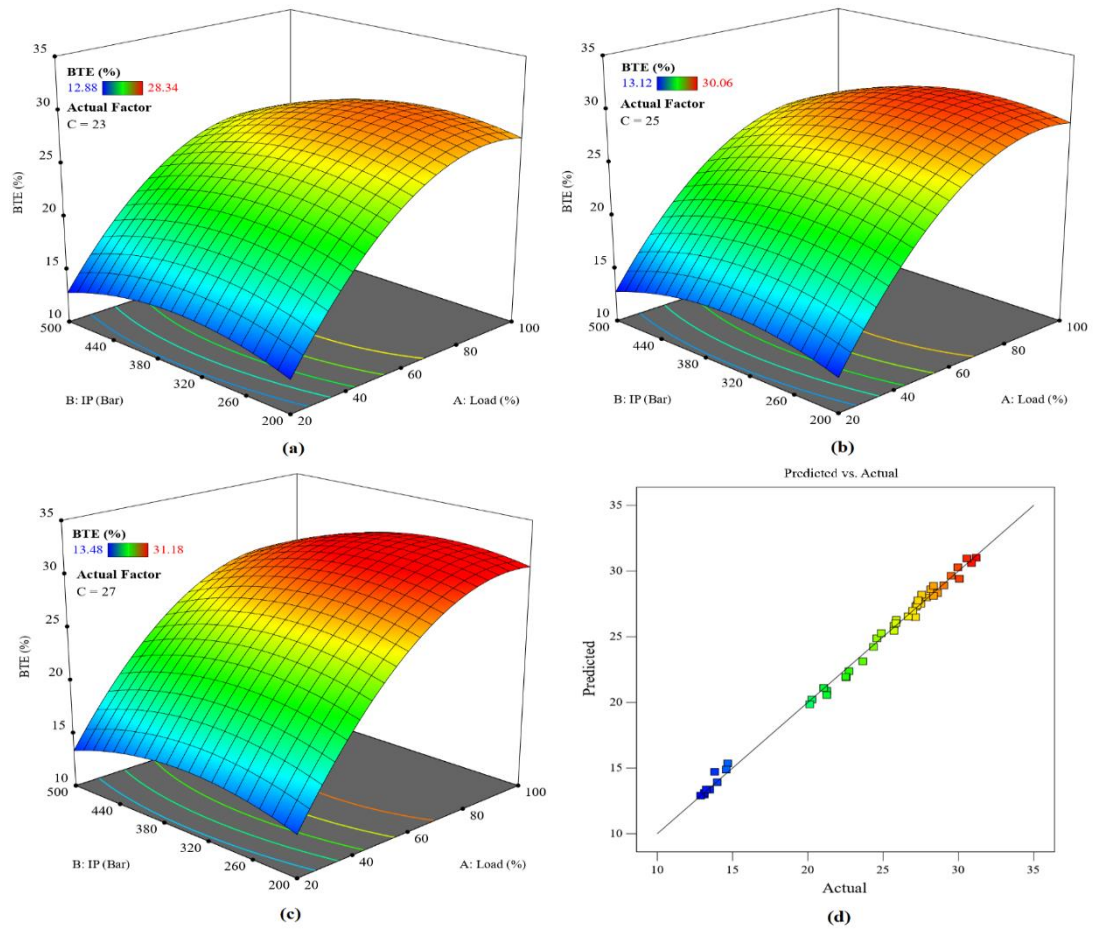 35
30
25
20
15
10
BTE (%)
BTE (%)
12.88 28.34
Actual Factor
C = 23
500
440
380
320
260
200
B: IP (Bar)
20
40
60
80
100
A: Load (%)
(a)
35
30
25
20
15
10
BTE (%)
BTE (%)
13.12 30.06
Actual Factor
C = 25
500
440
380
320
260
200
B: IP (Bar)
20
40
60
80
100
A: Load (%)
(b)
35
30
25
20
15
10
BTE (%)
BTE (%)
13.48 31.18
Actual Factor
C = 27
500
440
380
320
260
200
B: IP (Bar)
20
40
60
80
100
A: Load (%)
(c)
Predicted vs. Actual
35
30
25
20
15
10
Predicted
10 15 20 25 30 35
Actual
(d)